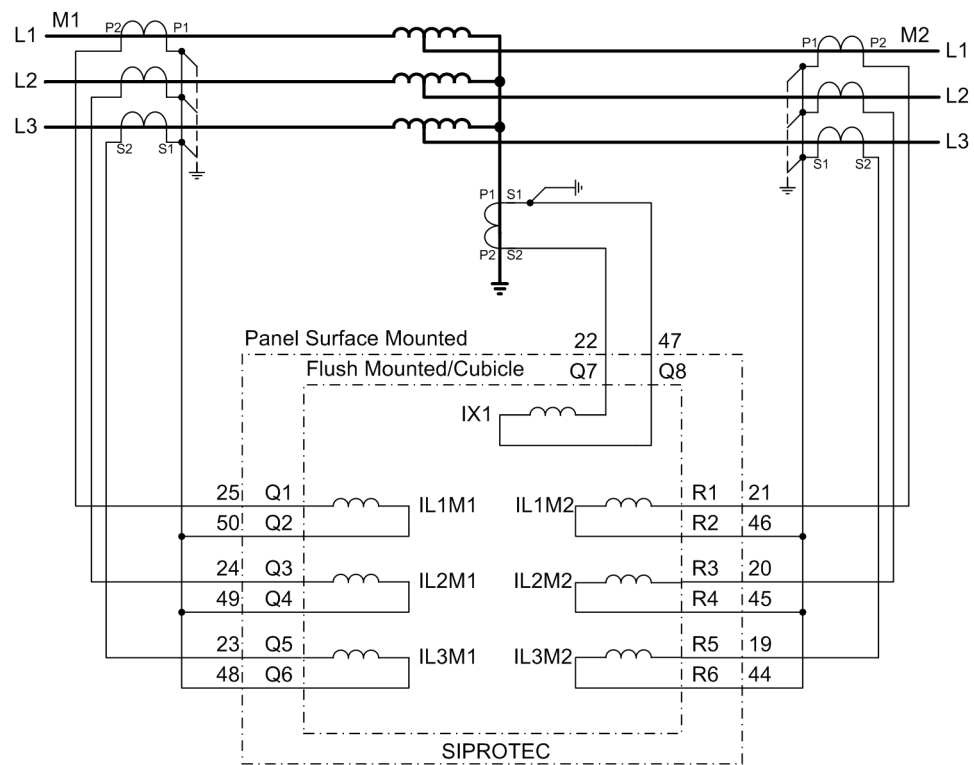 M1
P2 P1
L1
L2
L3
S2 S1
M2
P1 P2
L1
L2
L3
S1 S2
P1 S1
P2 S2
Panel Surface Mounted
22 47
Flush Mounted/Cubicle
Q7 Q8
IX1
25 Q1 IL1M1 IL1M2 R1 21
50 Q2 R2 46
24 Q3 IL2M1 IL2M2 R3 20
49 Q4 R4 45
23 Q5 IL3M1 IL3M2 R5 19
48 Q6 R6 44
SIPROTEC